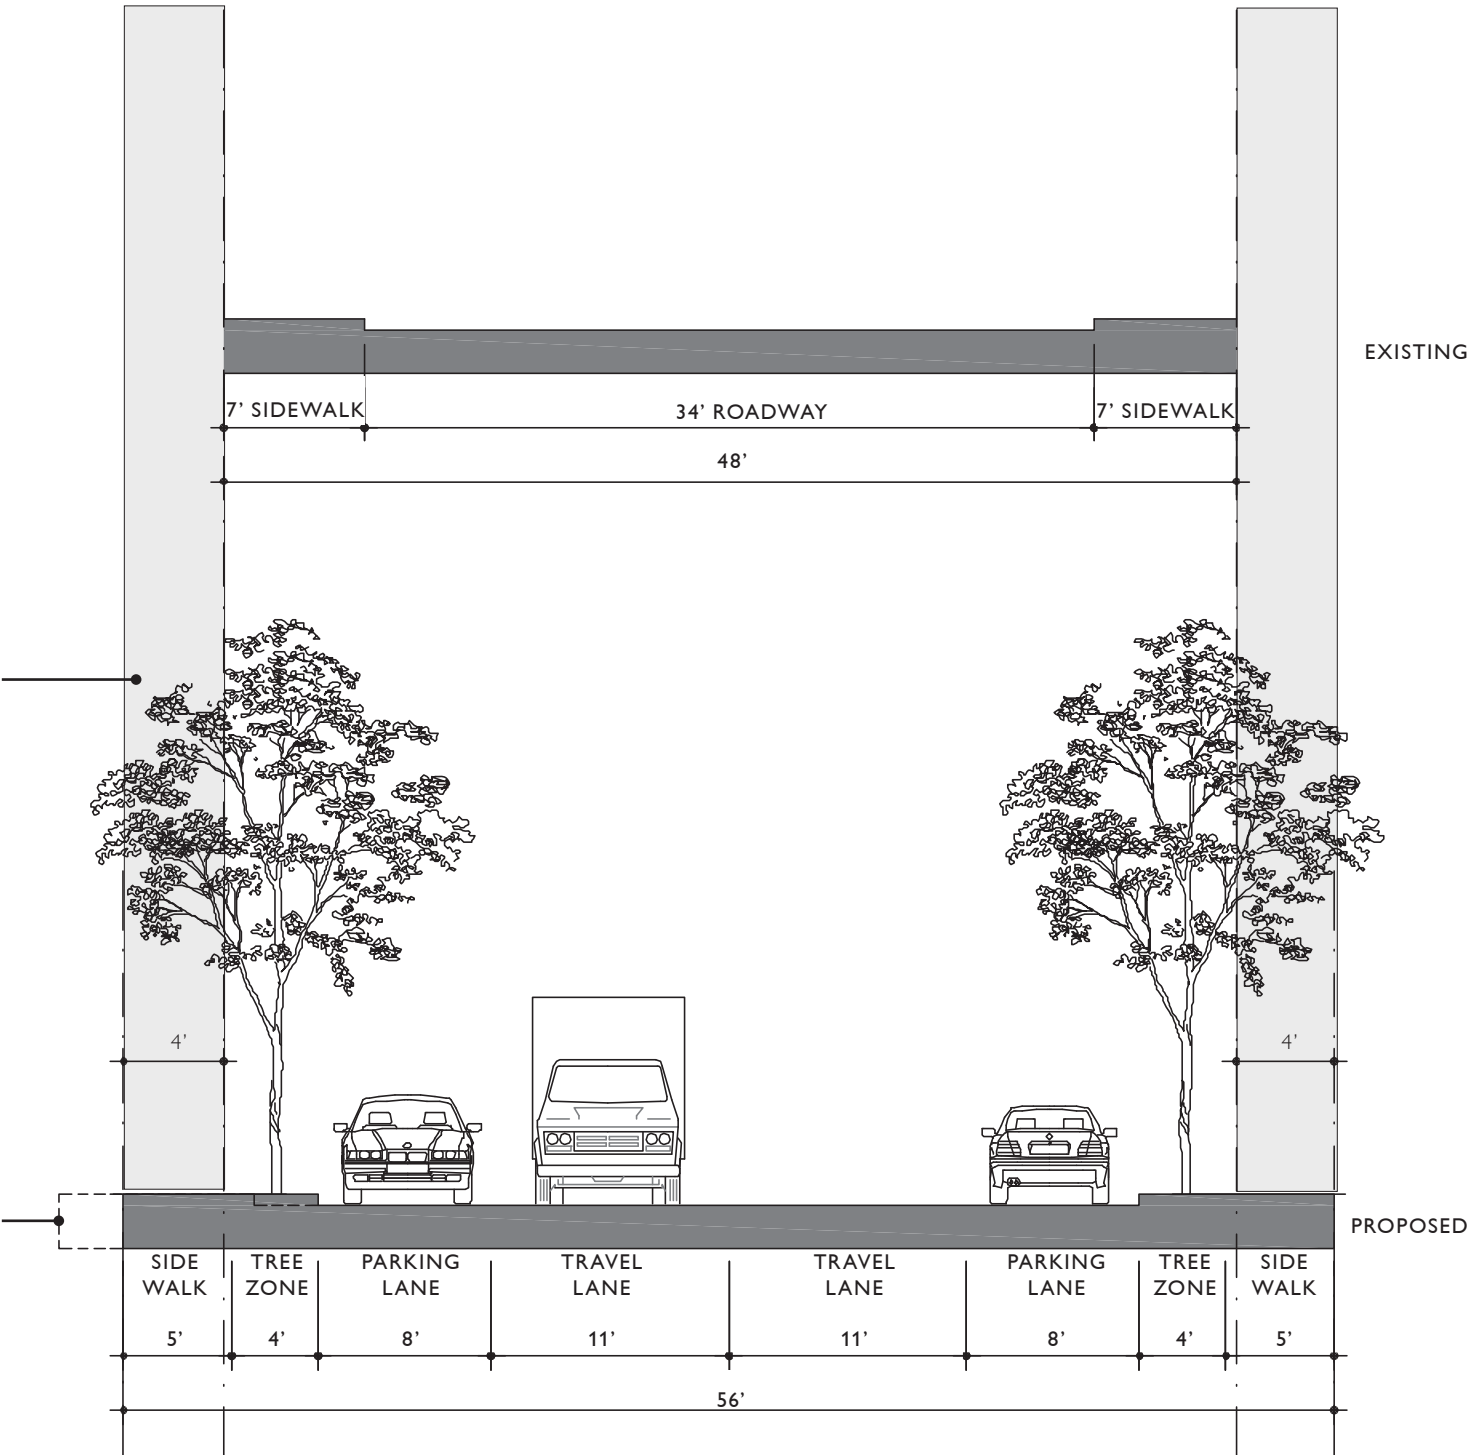 EXISTING
7’ SIDEWALK
34’ ROADWAY
7’ SIDEWALK
48’
4’
4’
PROPOSED
SIDE
WALK
TREE
ZONE
PARKING
LANE
TRAVEL
LANE
TRAVEL
LANE
PARKING
LANE
TREE
ZONE
SIDE
WALK
5’
4’
8’
11’
11’
8’
4’
5’
56’